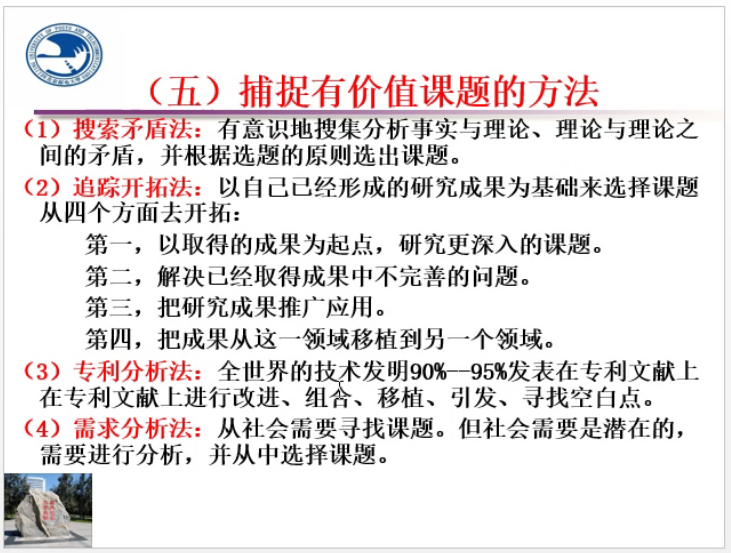 （五）捕捉有价值课题的方法
（1）搜索矛盾法：有意识地搜集分析事实与理论、理论与理论之
间的矛盾，并根据选题的原则选出课题。
（2）追踪开拓法：以自己已经形成的研究成果为基础来选择课题
从四个方面去开拓：
第一，以取得的成果为起点，研究更深入的课题。
第二，解决已经取得成果中不完善的问题。
第三，把研究成果推广应用。
第四，把成果从这一领域移植到另一个领域。
（3）专利分析法：全世界的技术发明90%--95%发表在专利文献上
在专利文献上进行改进、组合、移植、引发、寻找空白点。
（4）需求分析法：从社会需要寻找课题。但社会需要是潜在的，
需要进行分析，并从中选择课题。